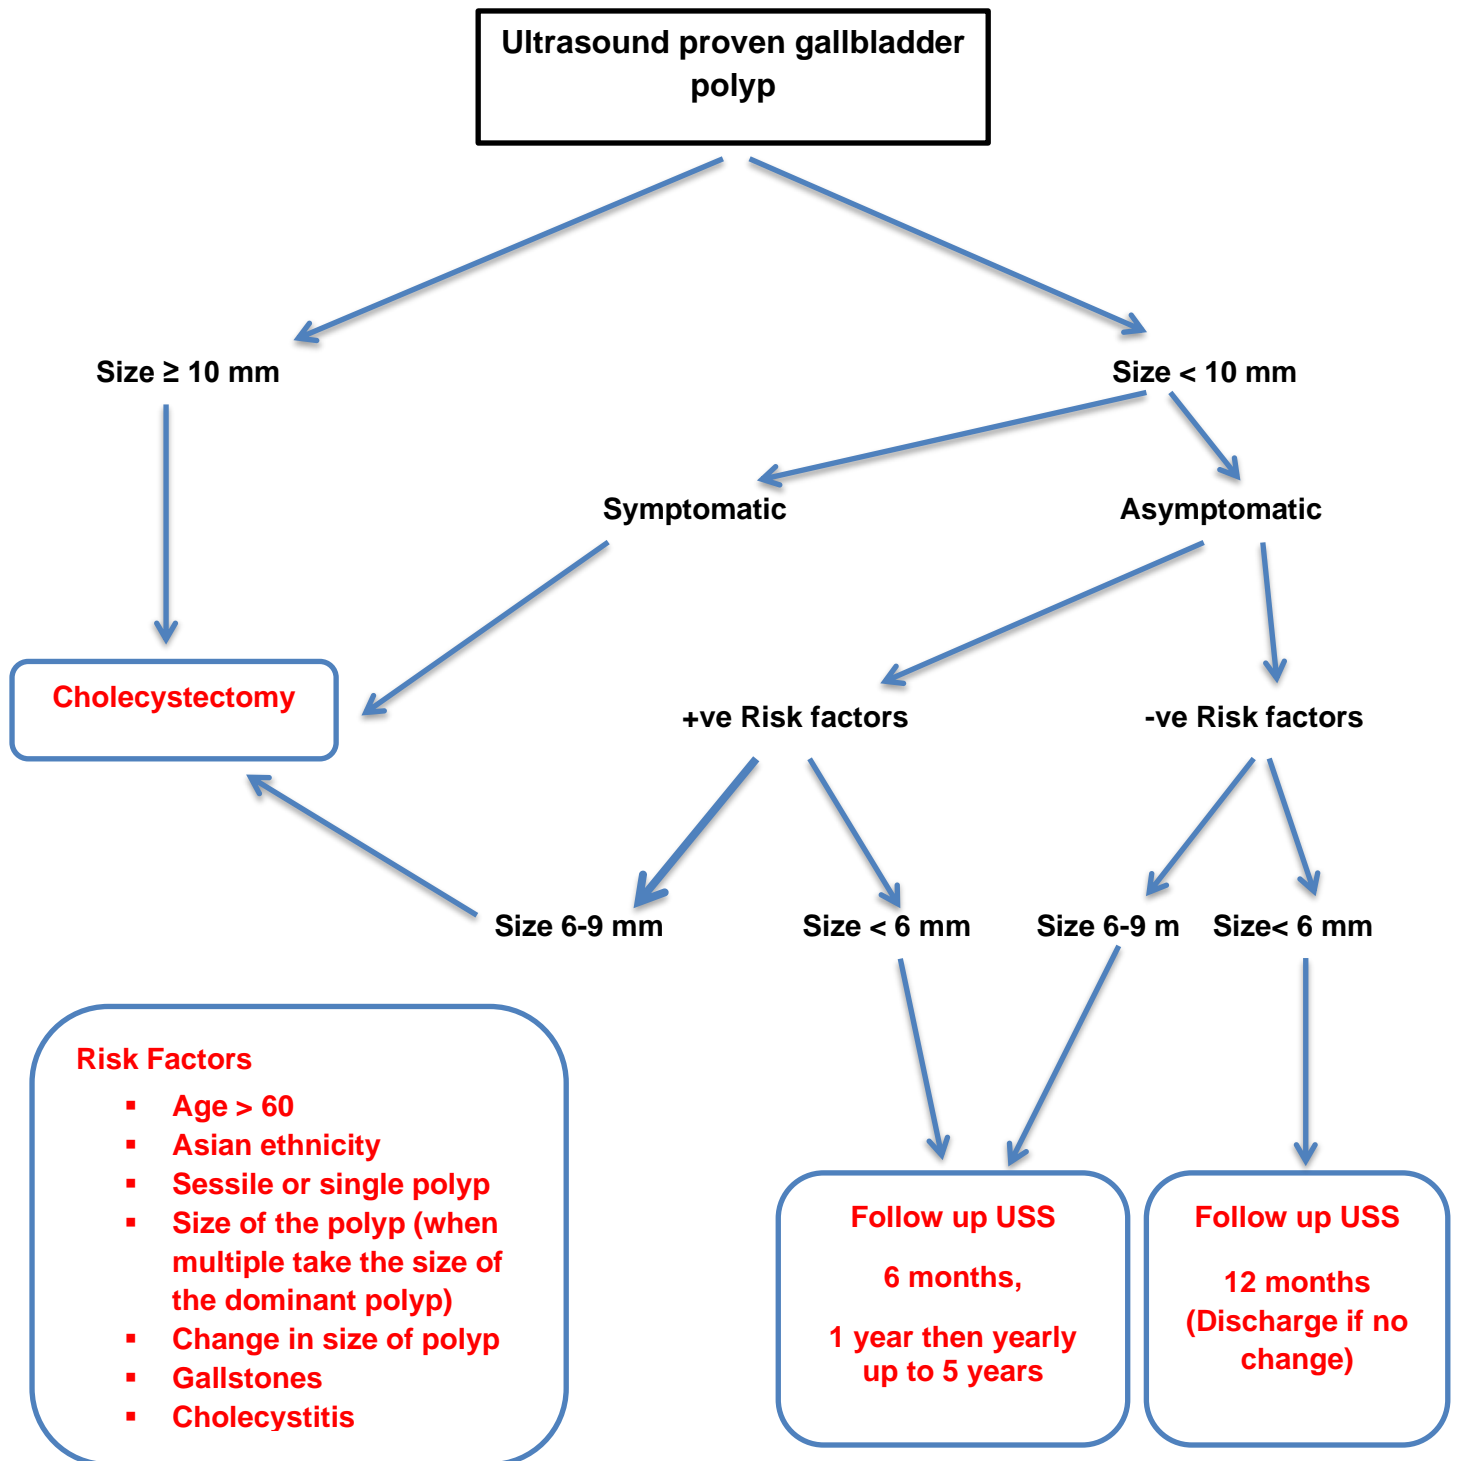 Ultrasound proven gallbladder
polyp
Size ≥ 10 mm
Size < 10 mm
Symptomatic
Asymptomatic
Cholecystectomy
+ve Risk factors
-ve Risk factors
Size 6-9 mm
Size < 6 mm
Size 6-9 m
Size< 6 mm
Risk Factors
▪ Age > 60
▪ Asian ethnicity
▪ Sessile or single polyp
▪ Size of the polyp (when
multiple take the size of
the dominant polyp)
▪ Change in size of polyp
▪ Gallstones
▪ Cholecystitis
Follow up USS
6 months,
1 year then yearly
up to 5 years
Follow up USS
12 months
(Discharge if no
change)